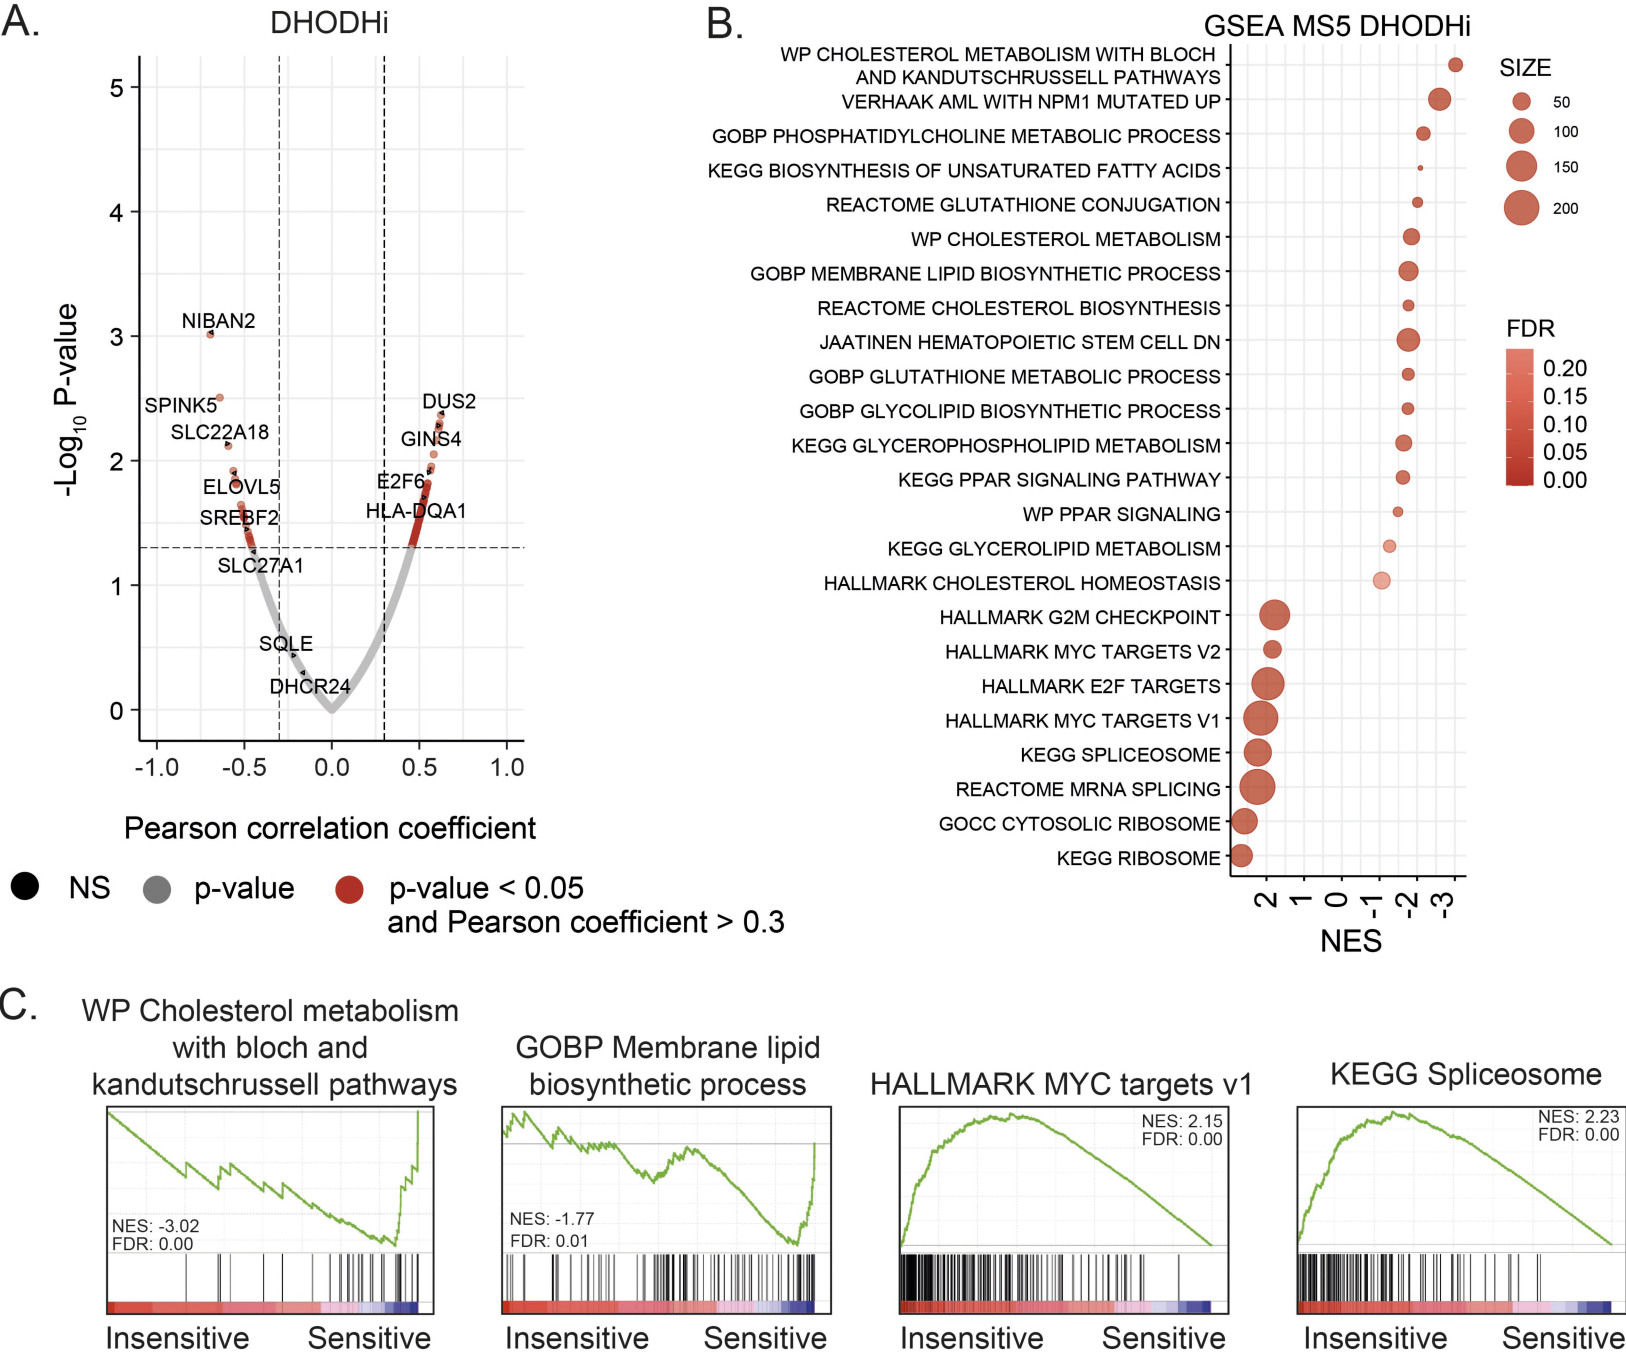 A.
DHODHi
5
4
3
2
1
0
-Log10 P-value
NIBAN2
SPINK5
SLC22A18
ELOVL5
SREBF2
SLC27A1
SQLE
DHCR24
DUS2
GINS4
E2F6
HLA-DQA1
-1.0 -0.5 0.0 0.5 1.0
Pearson correlation coefficient
NS p-value p-value < 0.05
and Pearson coefficient > 0.3
B.
GSEA MS5 DHODHi
WP CHOLESTEROL METABOLISM WITH BLOCH
AND KANDUTSCHRUSSELL PATHWAYS
VERHAAK AML WITH NPM1 MUTATED UP
GOBP PHOSPHATIDYLCHOLINE METABOLIC PROCESS
KEGG BIOSYNTHESIS OF UNSATURATED FATTY ACIDS
REACTOME GLUTATHIONE CONJUGATION
WP CHOLESTEROL METABOLISM
GOBP MEMBRANE LIPID BIOSYNTHETIC PROCESS
REACTOME CHOLESTEROL BIOSYNTHESIS
JAATINEN HEMATOPOIETIC STEM CELL DN
GOBP GLUTATHIONE METABOLIC PROCESS
GOBP GLYCOLIPID BIOSYNTHETIC PROCESS
KEGG GLYCEROPHOSPHOLIPID METABOLISM
KEGG PPAR SIGNALING PATHWAY
WP PPAR SIGNALING
KEGG GLYCEROLIPID METABOLISM
HALLMARK CHOLESTEROL HOMEOSTASIS
HALLMARK G2M CHECKPOINT
HALLMARK MYC TARGETS V2
HALLMARK E2F TARGETS
HALLMARK MYC TARGETS V1
KEGG SPLICEOSOME
REACTOME MRNA SPLICING
GOCC CYTOSOLIC RIBOSOME
KEGG RIBOSOME
2 1 0 -1 -2 -3
NES
SIZE
50
100
150
200
FDR
0.20
0.15
0.10
0.05
0.00
C.
WP Cholesterol metabolism
with bloch and
kandutschrussell pathways
NES: -3.02
FDR: 0.00
Insensitive Sensitive
GOBP Membrane lipid
biosynthetic process
NES: -1.77
FDR: 0.01
Insensitive Sensitive
HALLMARK MYC targets v1
NES: 2.15
FDR: 0.00
Insensitive Sensitive
KEGG Spliceosome
NES: 2.23
FDR: 0.00
Insensitive Sensitive